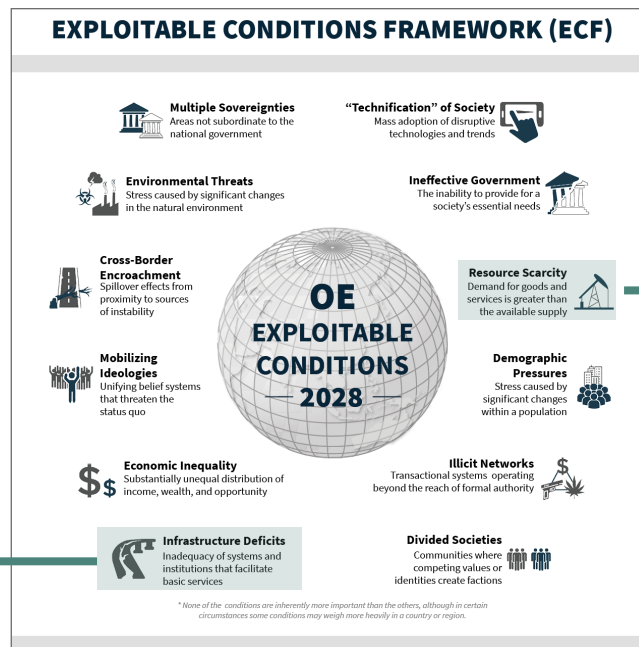 EXPLOITABLE CONDITIONS FRAMEWORK (ECF)
Multiple Sovereignties
Areas not subordinate to the
national government
“Technification” of Society
Mass adoption of disruptive
technologies and trends
Environmental Threats
Stress caused by significant changes
in the natural environment
Ineffective Government
The inability to provide for a
society’s essential needs
Cross-Border
Encroachment
Spillover effects from
proximity to sources
of instability
Resource Scarcity
Demand for goods and
services is greater than
the available supply
OE
EXPLOITABLE
CONDITIONS
2028
Mobilizing
Ideologies
Unifying belief systems
that threaten the
status quo
Demographic
Pressures
Stress caused by
significant changes
within a population
$$ Economic Inequality
Substantially unequal distribution of
income, wealth, and opportunity
Illicit Networks $
Transactional systems operating
beyond the reach of formal authority
Infrastructure Deficits
Inadequacy of systems and
institutions that facilitate
basic services
Divided Societies
Communities where
competing values or
identities create factions
* None of the conditions are inherently more important than the others, although in certain
circumstances some conditions may weigh more heavily in a country or region.